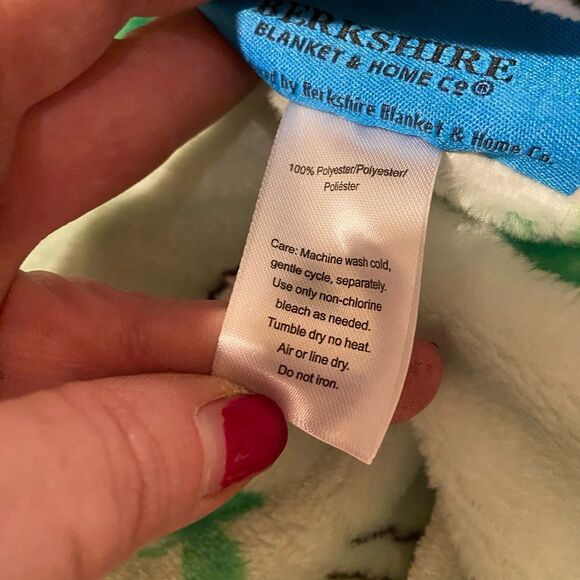 BERKSHIRE
BLANKET & HOME Co®
by Berkshire Blanket & Home Co.
100% Polyester/Polyester/
Poliéster
Care: Machine wash cold,
gentle cycle, separately.
Use only non-chlorine
bleach as needed.
Tumble dry no heat.
Air or line dry.
Do not iron.